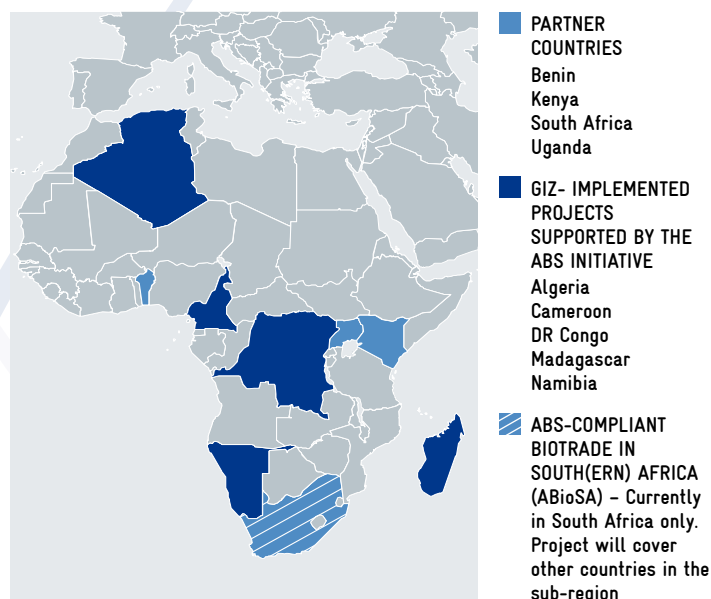 PARTNER
COUNTRIES
Benin
Kenya
South Africa
Uganda
GIZ- IMPLEMENTED
PROJECTS
SUPPORTED BY THE
ABS INITIATIVE
Algeria
Cameroon
DR Congo
Madagascar
Namibia
ABS-COMPLIANT
BIOTRADE IN
SOUTH(ERN) AFRICA
(ABioSA) – Currently
in South Africa only.
Project will cover
other countries in the
sub-region